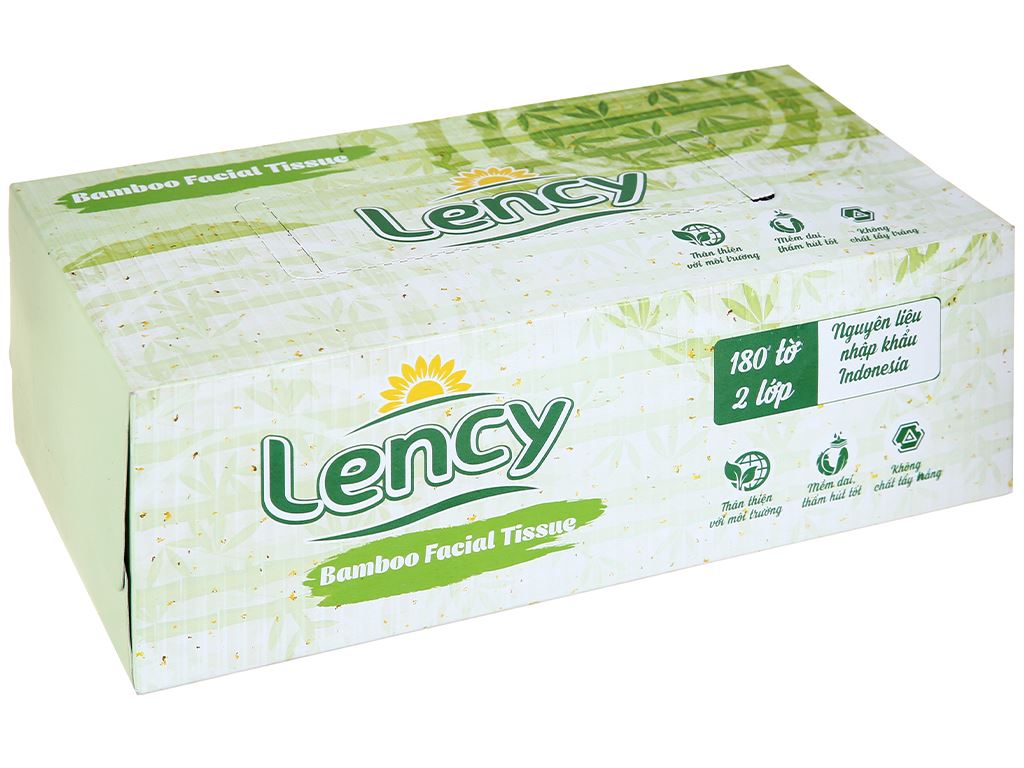 Bamboo Facial Tissue
Lency
Thân thiện
với môi trường
Mềm dai,
thấm hút tốt
Không
chất tẩy trắng
180 tờ
2 lớp
Nguyên liệu
nhập khẩu
Indonesia
Lency
Bamboo Facial Tissue
Thân thiện
với môi trường
Mềm dai,
thấm hút tốt
Không
chất tẩy trắng